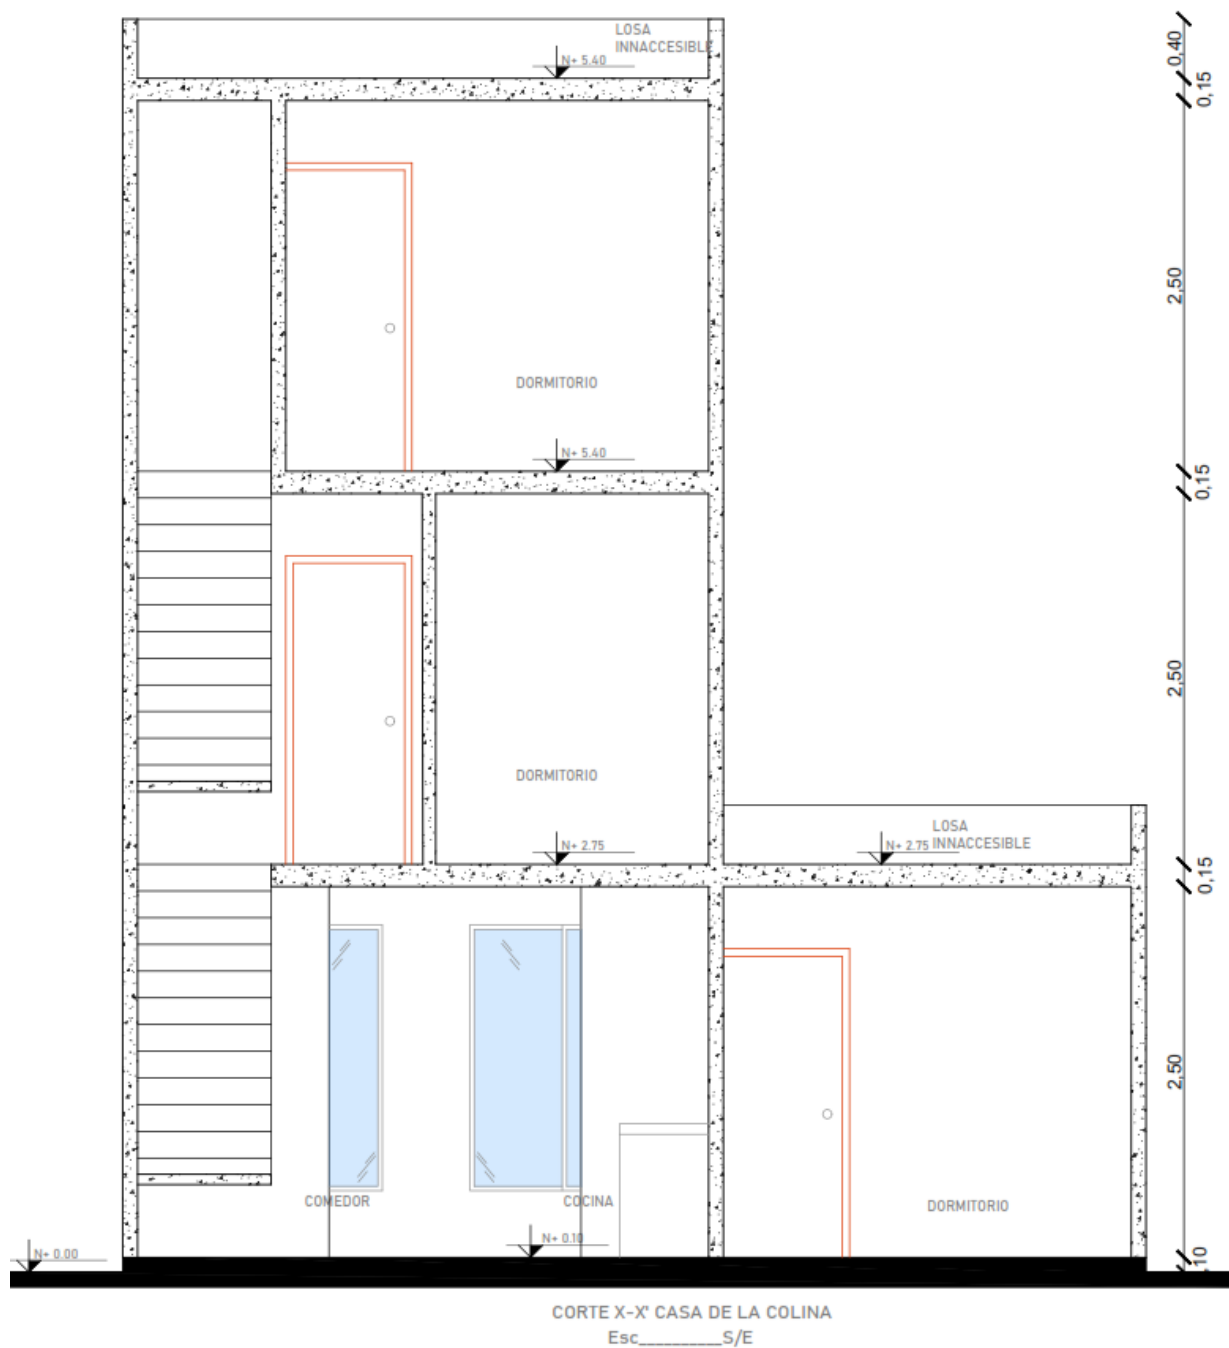 LOSA
INNACCESIBLE
N+ 5.40
0,40
0,15
2,50
DORMITORIO
N+ 5.40
0,15
2,50
DORMITORIO
N+ 2.75
LOSA
N+ 2.75 INNACCESIBLE
0,15
2,50
COMEDOR
COCINA
DORMITORIO
N+ 0.10
N+ 0.00
,10
CORTE X-X' CASA DE LA COLINA
Esc__________S/E